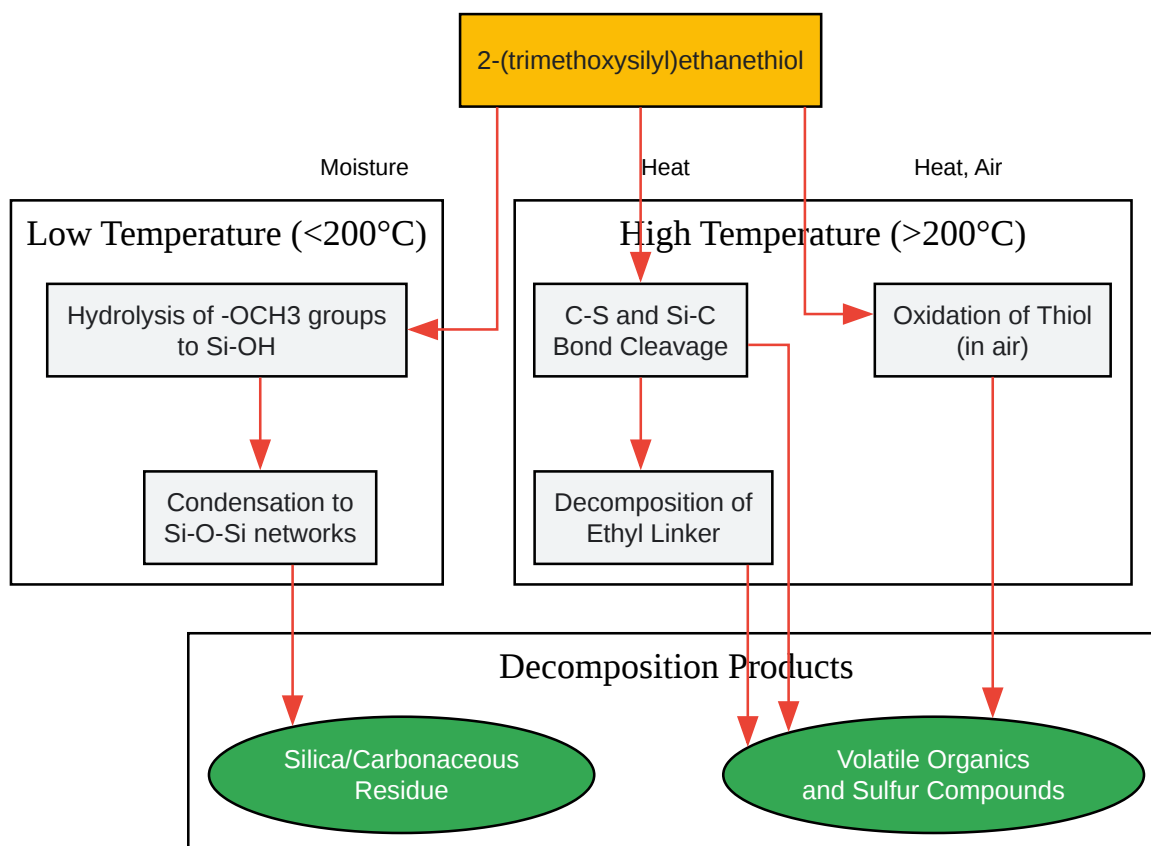 2-(trimethoxysilyl)ethanethiol
Moisture
Heat
Heat, Air
Low Temperature (<200°C)
High Temperature (>200°C)
Hydrolysis of -OCH3 groups
to Si-OH
C-S and Si-C
Bond Cleavage
Oxidation of Thiol
(in air)
Condensation to
Si-O-Si networks
Decomposition of
Ethyl Linker
Decomposition Products
Silica/Carbonaceous
Residue
Volatile Organics
and Sulfur Compounds